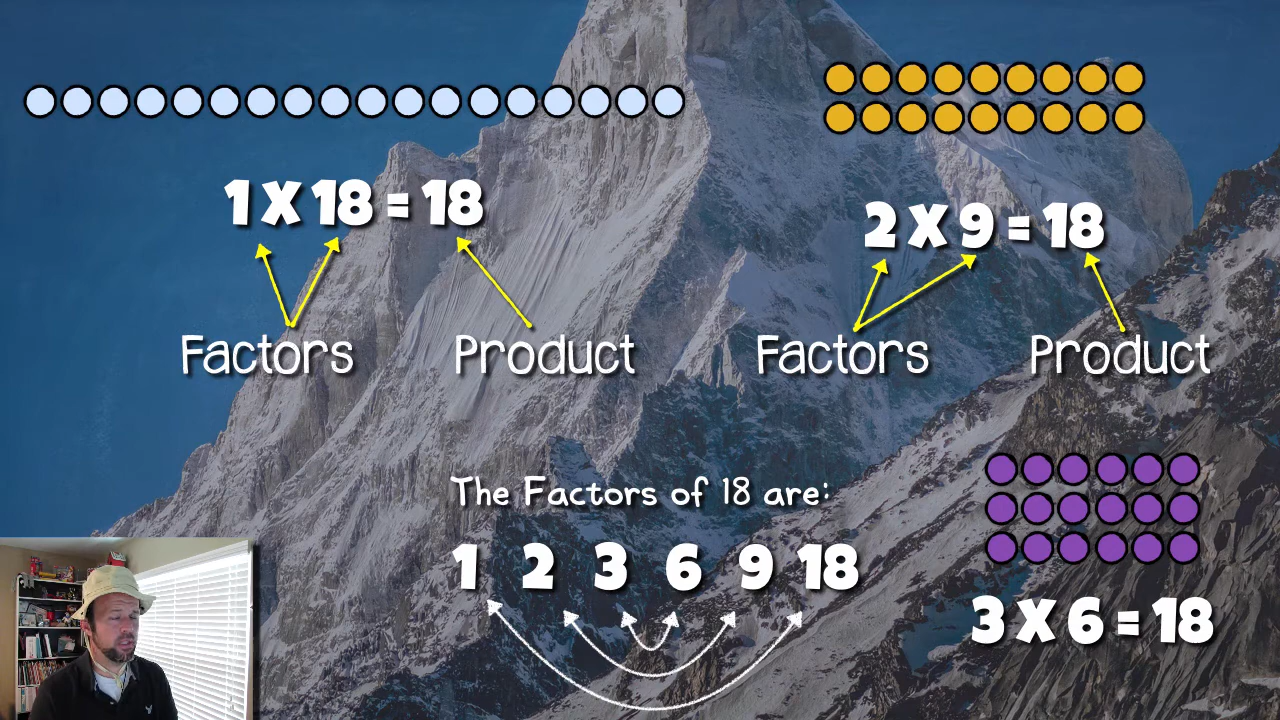 1 X 18 = 18
Factors Product
2 X 9 = 18
Factors Product
The Factors of 18 are:
1 2 3 6 9 18
3 X 6 = 18